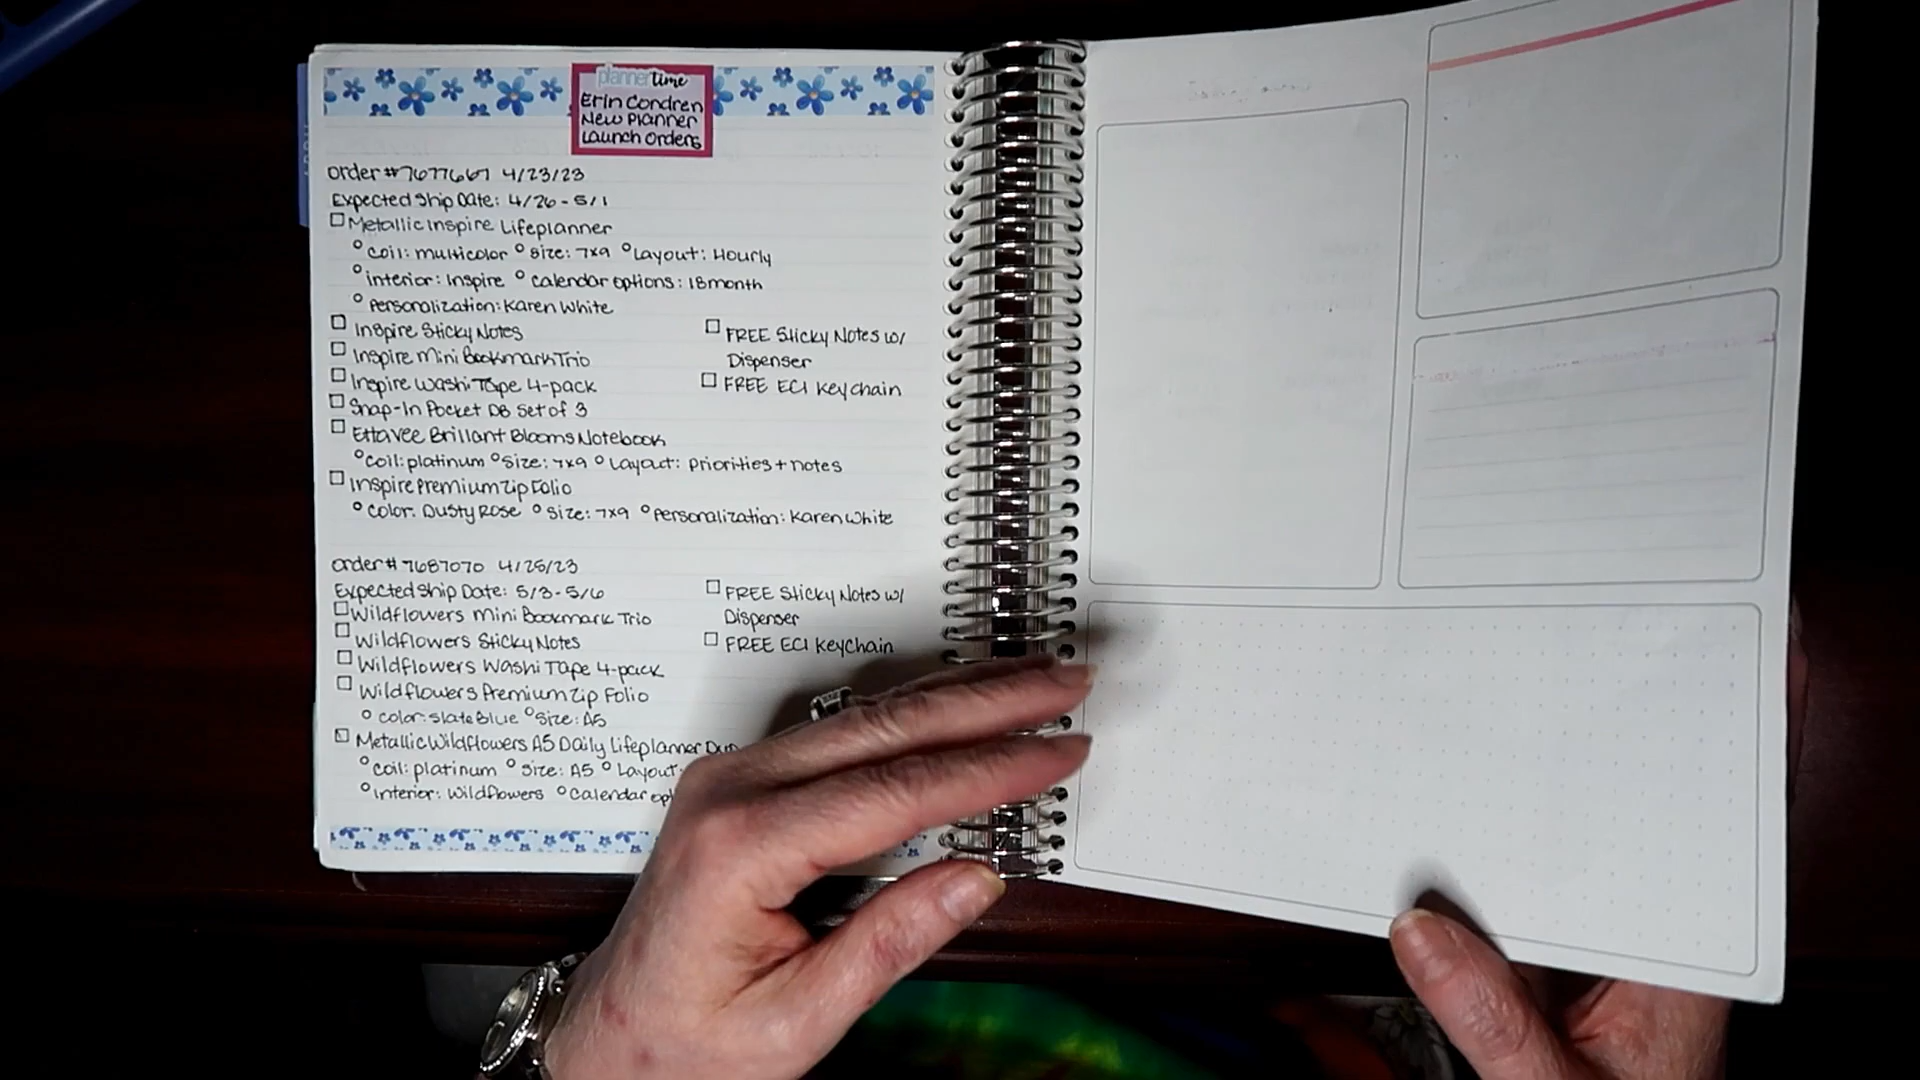 planner time
Erin Condren
New Planner
Launch Orders
order #7677667 4/23/23
Expected Ship Date: 4/26 - 5/1
Metallic Inspire Lifeplanner
coil: multicolor size: 7x9 Layout: Hourly
interior: Inspire calendar options: 18month
Personalization: Karen White
Inspire Sticky Notes
Inspire Mini Bookmark Trio
Inspire Washi Tape 4-pack
Snap-In Pocket DB Set of 3
EttaVee Brillant Blooms Notebook
coil: platinum size: 7x9 Layout: Priorities + notes
Inspire Premium Zip Folio
color: Dusty Rose size: 7x9 Personalization: Karen White
FREE Sticky Notes w/
Dispenser
FREE ECI Keychain
order # 7687070 4/25/23
Expected Ship Date: 5/3 - 5/6
Wildflowers Mini Bookmark Trio
Wildflowers Sticky Notes
Wildflowers Washi Tape 4-pack
Wildflowers Premium Zip Folio
color: Slate Blue size: A5
Metallic Wildflowers A5 Daily Lifeplanner
coil: platinum size: A5 Layout:
interior: Wildflowers Calendar
FREE Sticky Notes w/
Dispenser
FREE ECI Keychain